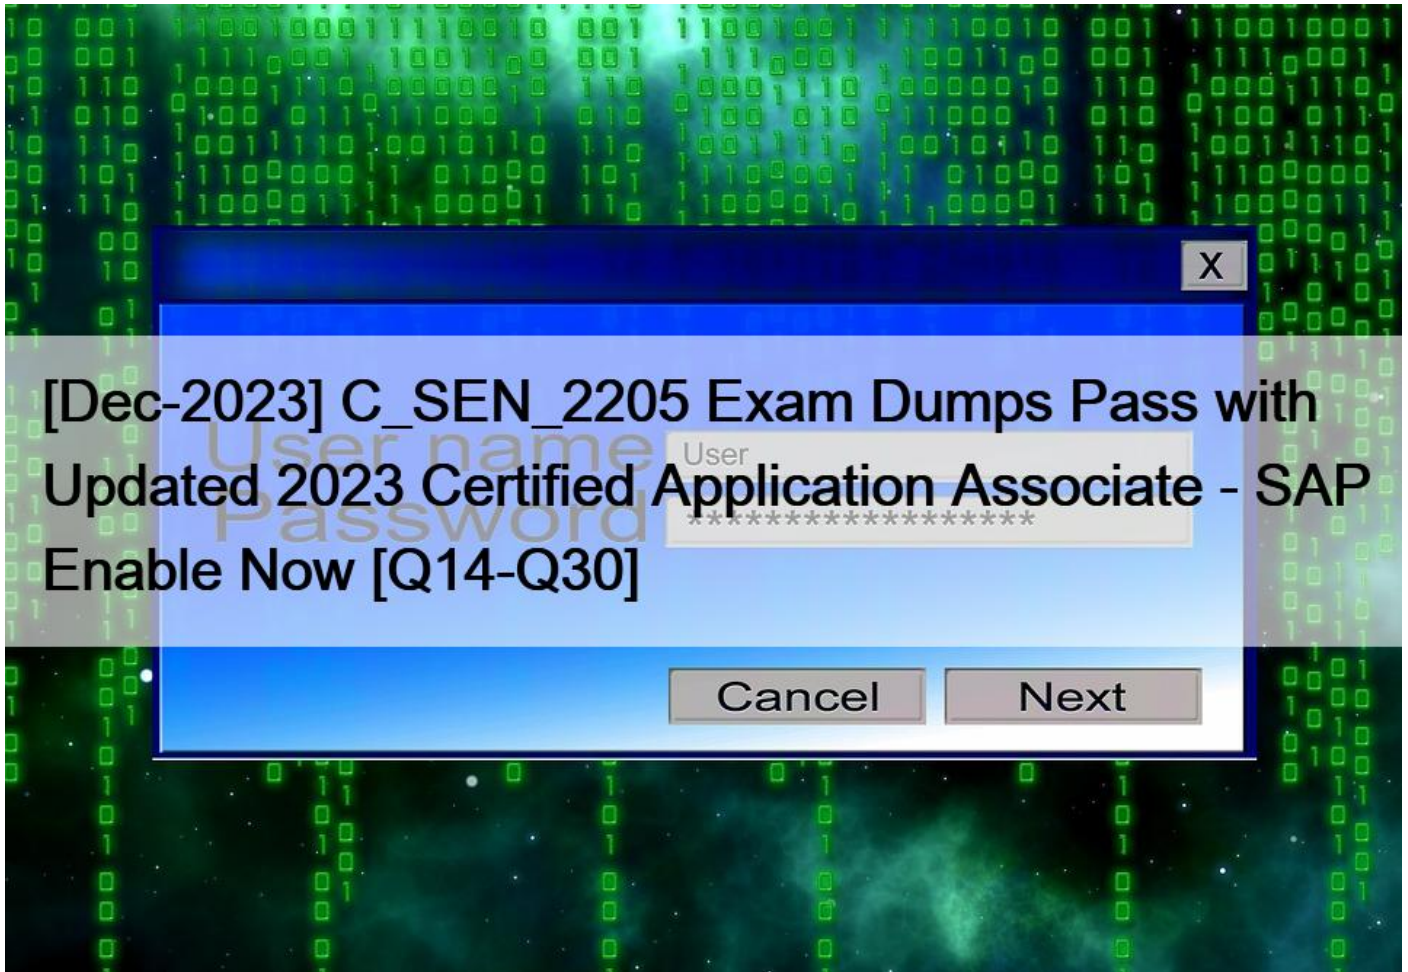 X
[Dec-2023] C_SEN_2205 Exam Dumps Pass with
User name User
Updated 2023 Certified Application Associate - SAP
Password ******************
Enable Now [Q14-Q30]
Cancel Next